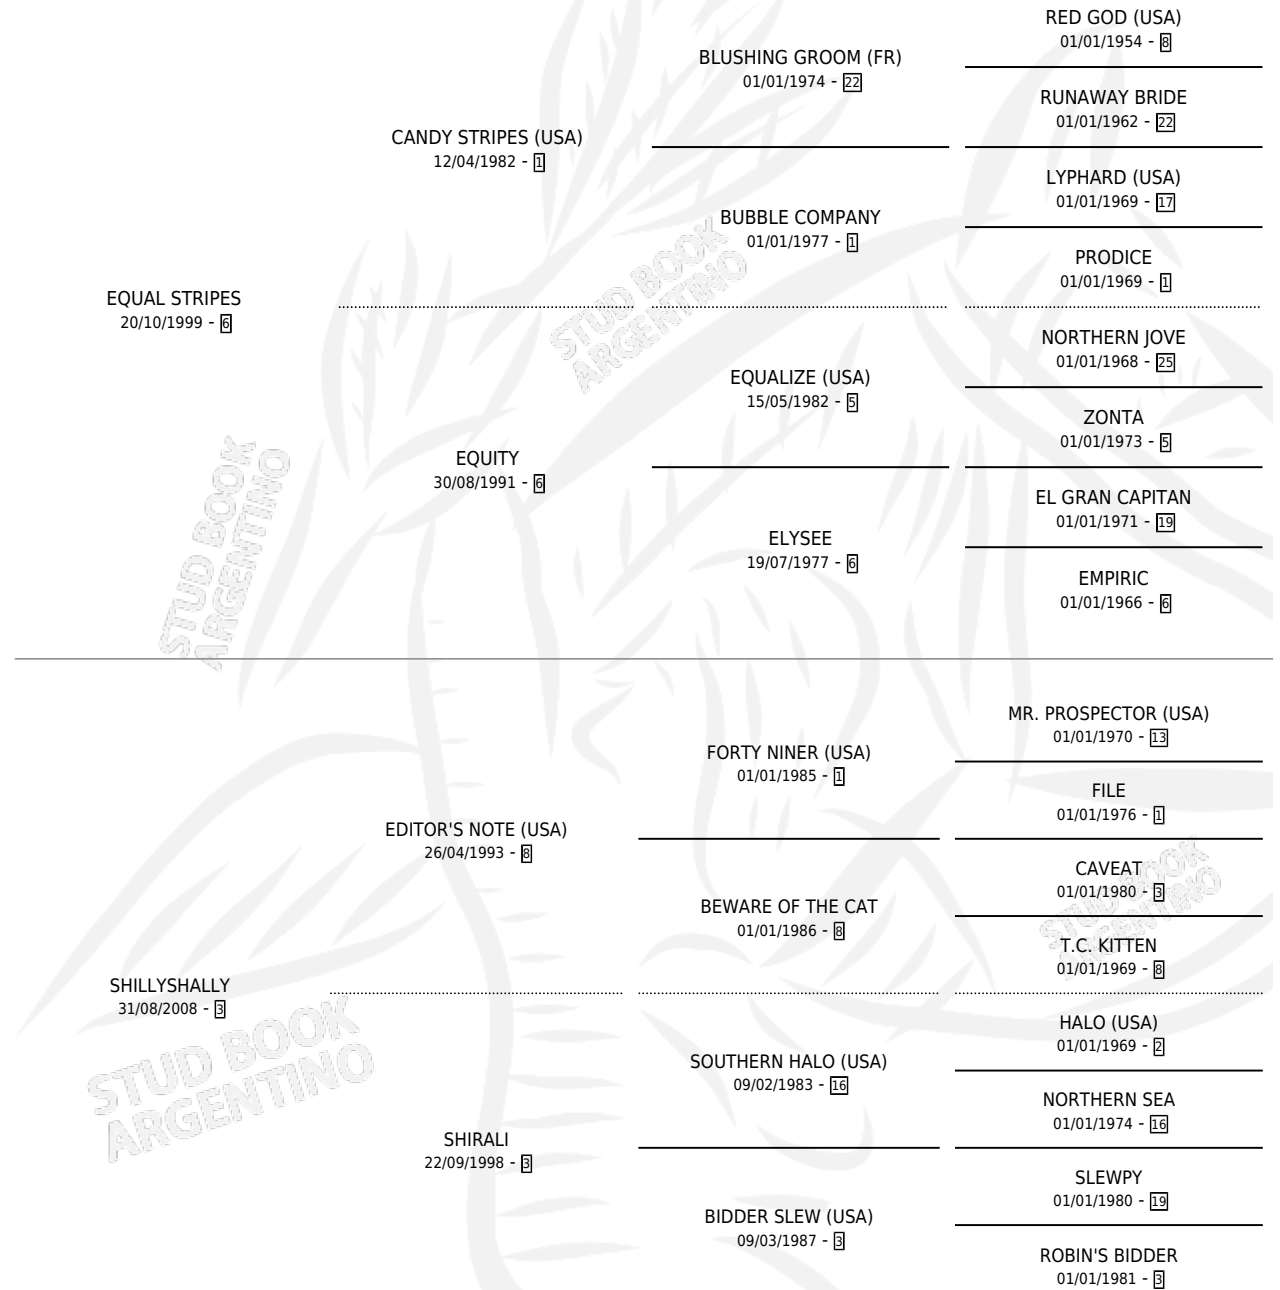 RED GOD (USA)
01/01/1954 - 8
BLUSHING GROOM (FR)
01/01/1974 - 22
RUNAWAY BRIDE
01/01/1962 - 22
CANDY STRIPES (USA)
12/04/1982 - 1
LYPHARD (USA)
01/01/1969 - 17
BUBBLE COMPANY
01/01/1977 - 1
PRODICE
01/01/1969 - 1
EQUAL STRIPES
20/10/1999 - 6
NORTHERN JOVE
01/01/1968 - 25
EQUALIZE (USA)
15/05/1982 - 5
ZONTA
01/01/1973 - 5
EQUITY
30/08/1991 - 6
EL GRAN CAPITAN
01/01/1971 - 19
ELYSEE
19/07/1977 - 6
EMPIRIC
01/01/1966 - 6
STUD BOOK
ARGENTINO
STUD BOOK
ARGENTINO
MR. PROSPECTOR (USA)
01/01/1970 - 13
FORTY NINER (USA)
01/01/1985 - 1
FILE
01/01/1976 - 1
EDITOR'S NOTE (USA)
26/04/1993 - 8
CAVEAT
01/01/1980 - 3
BEWARE OF THE CAT
01/01/1986 - 8
T.C. KITTEN
01/01/1969 - 8
SHILLYSHALLY
31/08/2008 - 3
HALO (USA)
01/01/1969 - 2
SOUTHERN HALO (USA)
09/02/1983 - 16
NORTHERN SEA
01/01/1974 - 16
SHIRALI
22/09/1998 - 3
SLEWPY
01/01/1980 - 19
BIDDER SLEW (USA)
09/03/1987 - 3
ROBIN'S BIDDER
01/01/1981 - 3
STUD BOOK
ARGENTINO
STUD BOOK
ARGENTINO